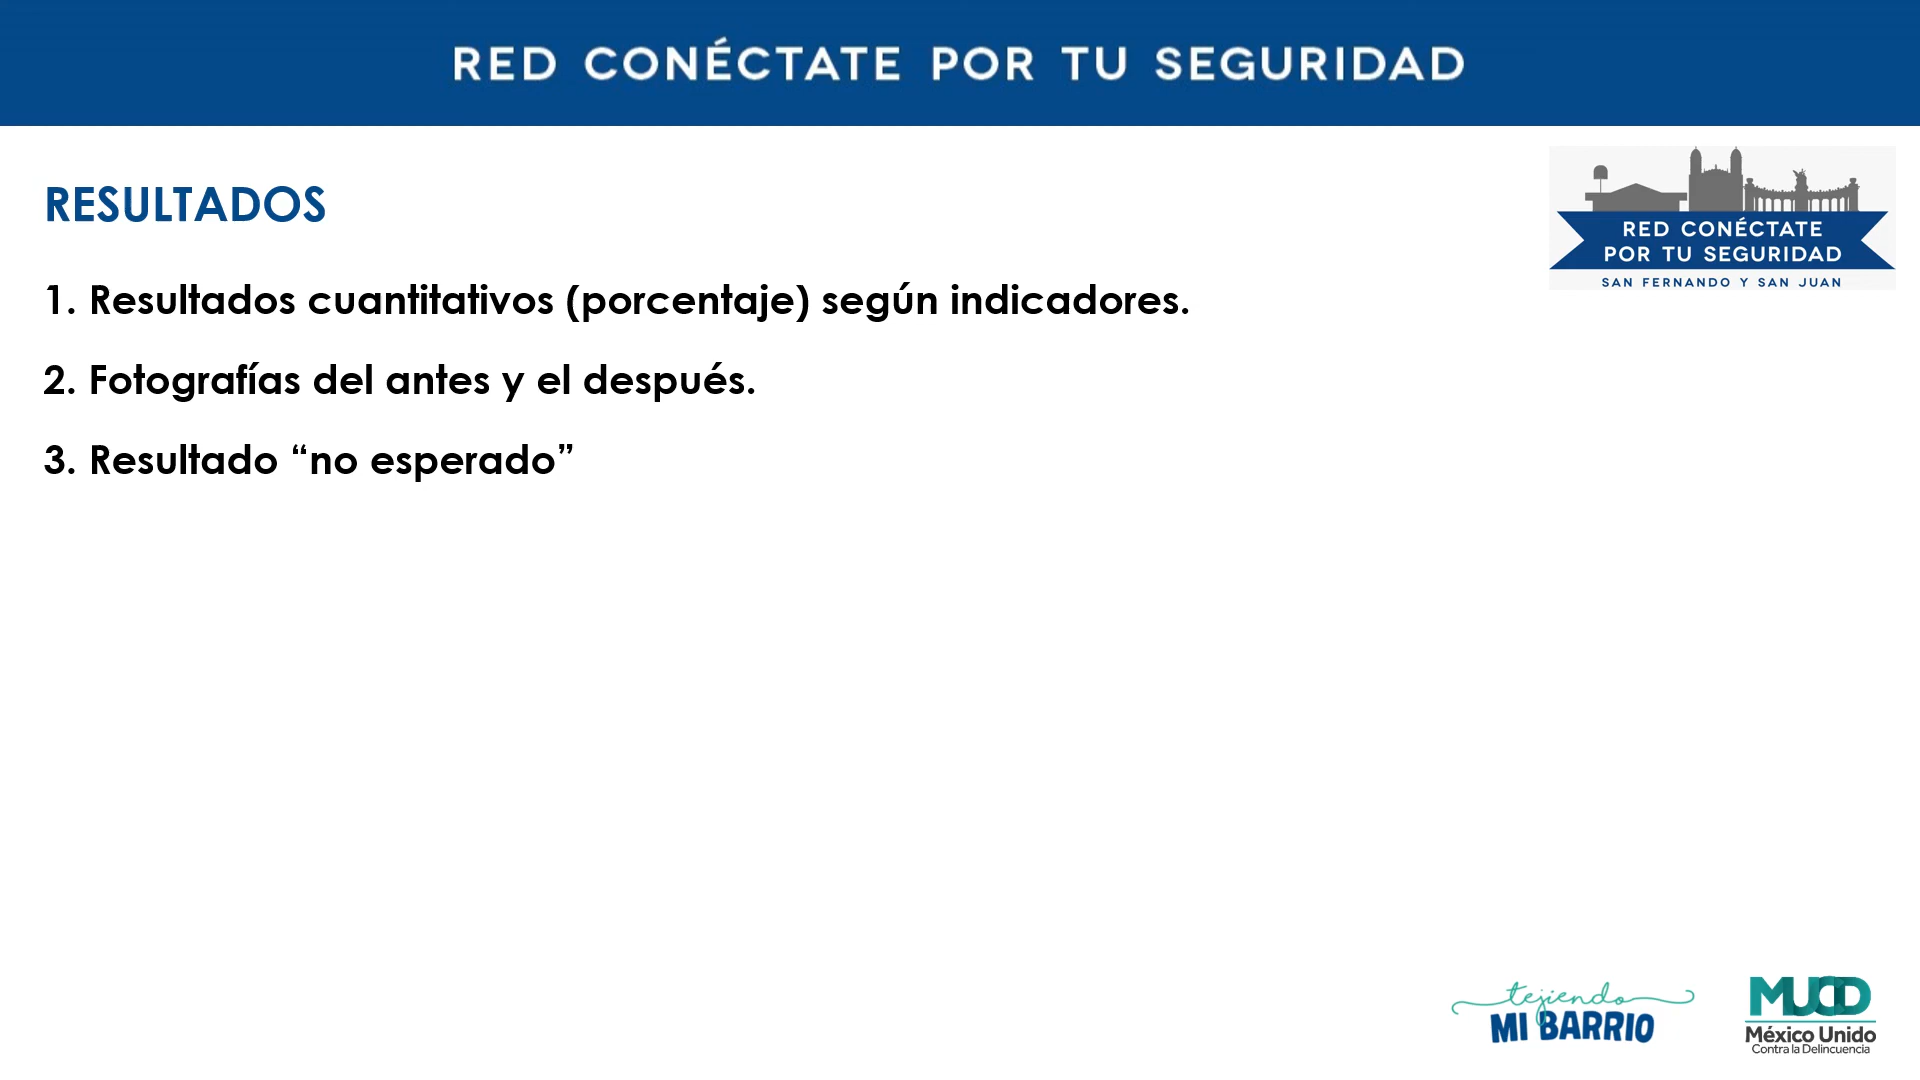 RED CONÉCTATE POR TU SEGURIDAD
RESULTADOS
RED CONÉCTATE
POR TU SEGURIDAD
SAN FERNANDO Y SAN JUAN
1. Resultados cuantitativos (porcentaje) según indicadores.
2. Fotografías del antes y el después.
3. Resultado “no esperado”
tejiendo
MI BARRIO
MUCD
México Unido
Contra la Delincuencia